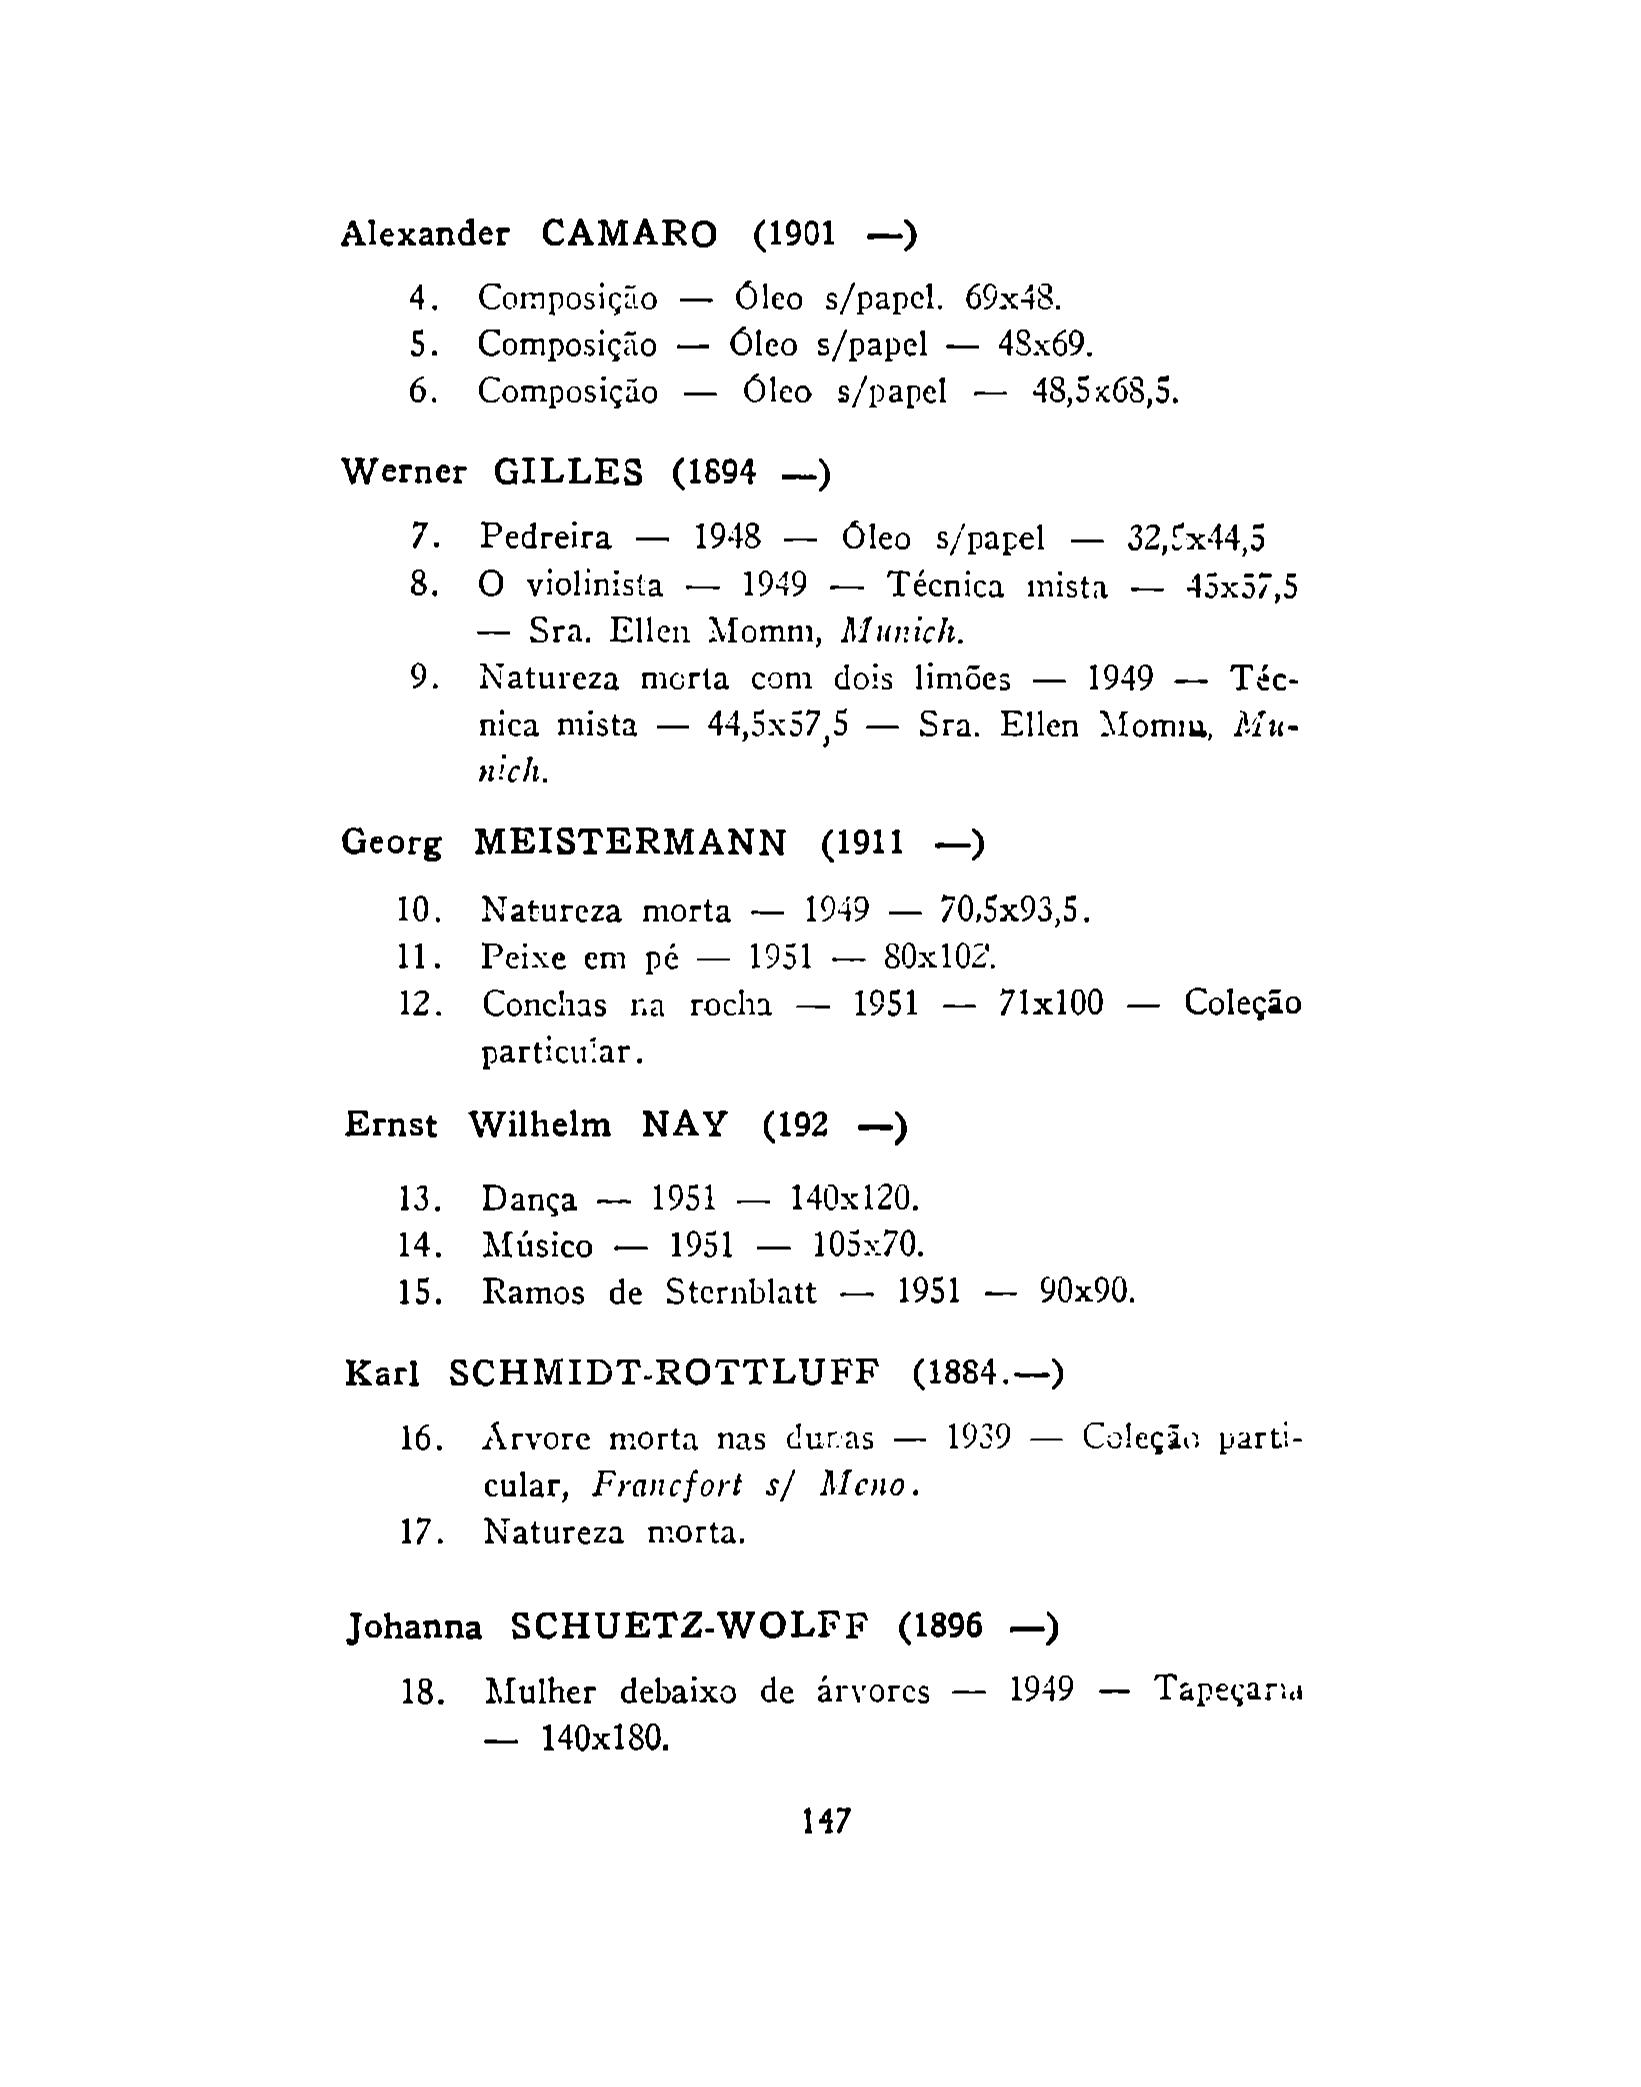 Alexander CAMARO (1901 —)
4. Composição — Óleo s/papel. 69x48.
5. Composição — Óleo s/papel — 48x69.
6. Composição — Óleo s/papel — 48,5x68,5.
Werner GILLES (1894 —)
7. Pedreira — 1948 — Óleo s/papel — 32,5x44,5
8. O violinista — 1949 — Técnica mista — 45x57,5
— Sra. Ellen Momm, Munich.
9. Natureza morta com dois limões — 1949 — Téc-
nica mista — 44,5x57,5 — Sra. Ellen Momm, Mu-
nich.
Georg MEISTERMANN (1911 —)
10. Natureza morta — 1949 — 70,5x93,5.
11. Peixe em pé — 1951 — 80x102.
12. Conchas na rocha — 1951 — 71x100 — Coleção
particular.
Ernst Wilhelm NAY (192 —)
13. Dança — 1951 — 140x120.
14. Músico — 1951 — 105x70.
15. Ramos de Sternblatt — 1951 — 90x90.
Karl SCHMIDT-ROTTLUFF (1884.—)
16. Árvore morta nas dunas — 1939 — Coleção parti-
cular, Francfort s/ Meno.
17. Natureza morta.
Johanna SCHUETZ-WOLFF (1896 —)
18. Mulher debaixo de árvores — 1949 — Tapeçaria
— 140x180.
147